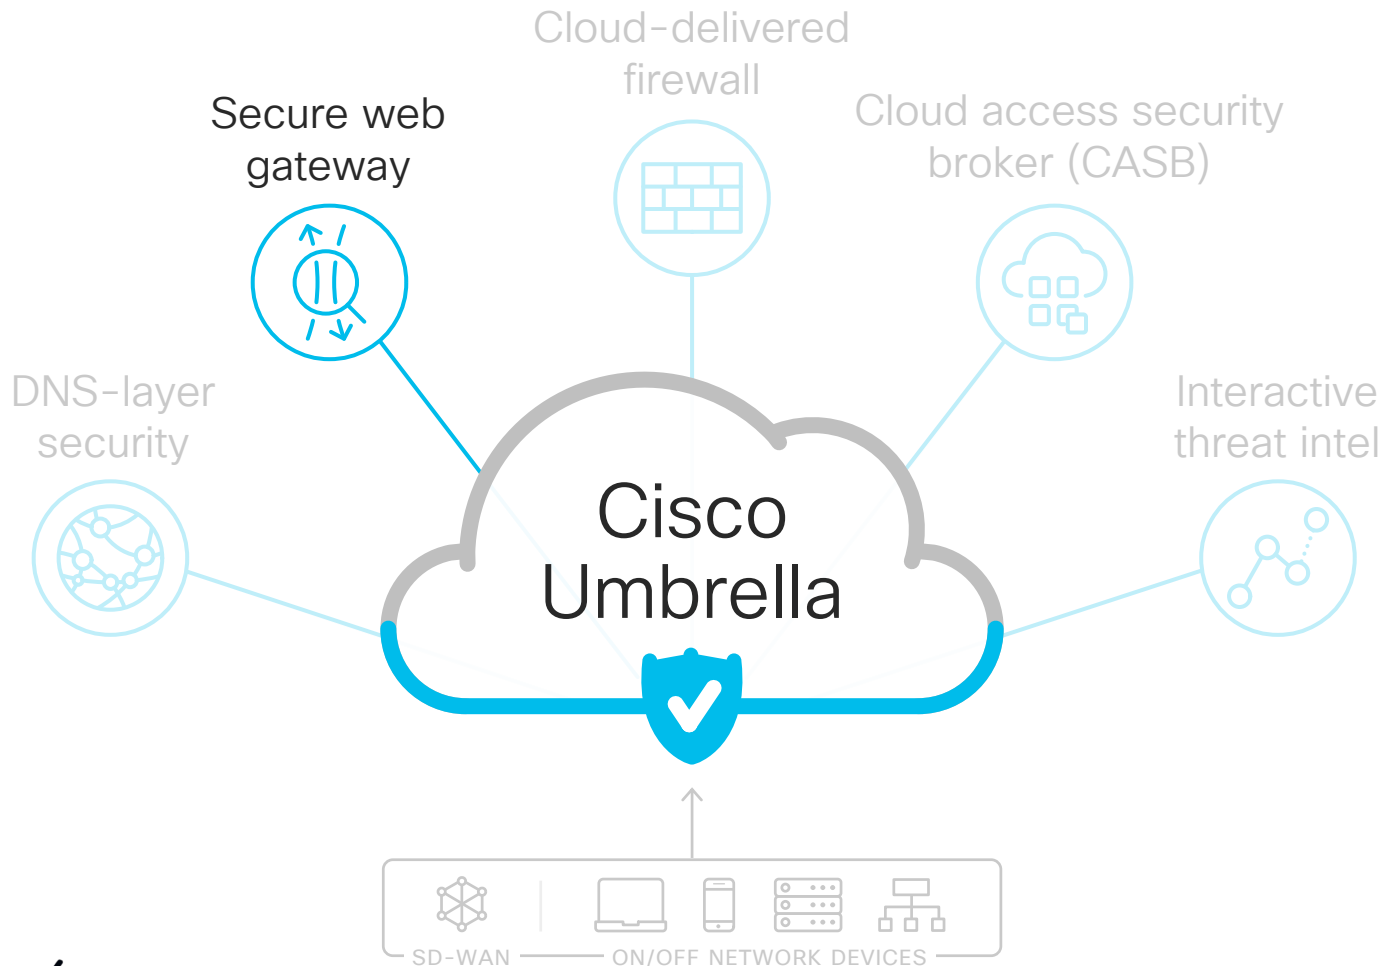 Cloud-delivered
firewall
Secure web
gateway
Cloud access security
broker (CASB)
DNS-layer
security
Interactive
threat intel
Cisco
Umbrella
SD-WAN
ON/OFF NETWORK DEVICES